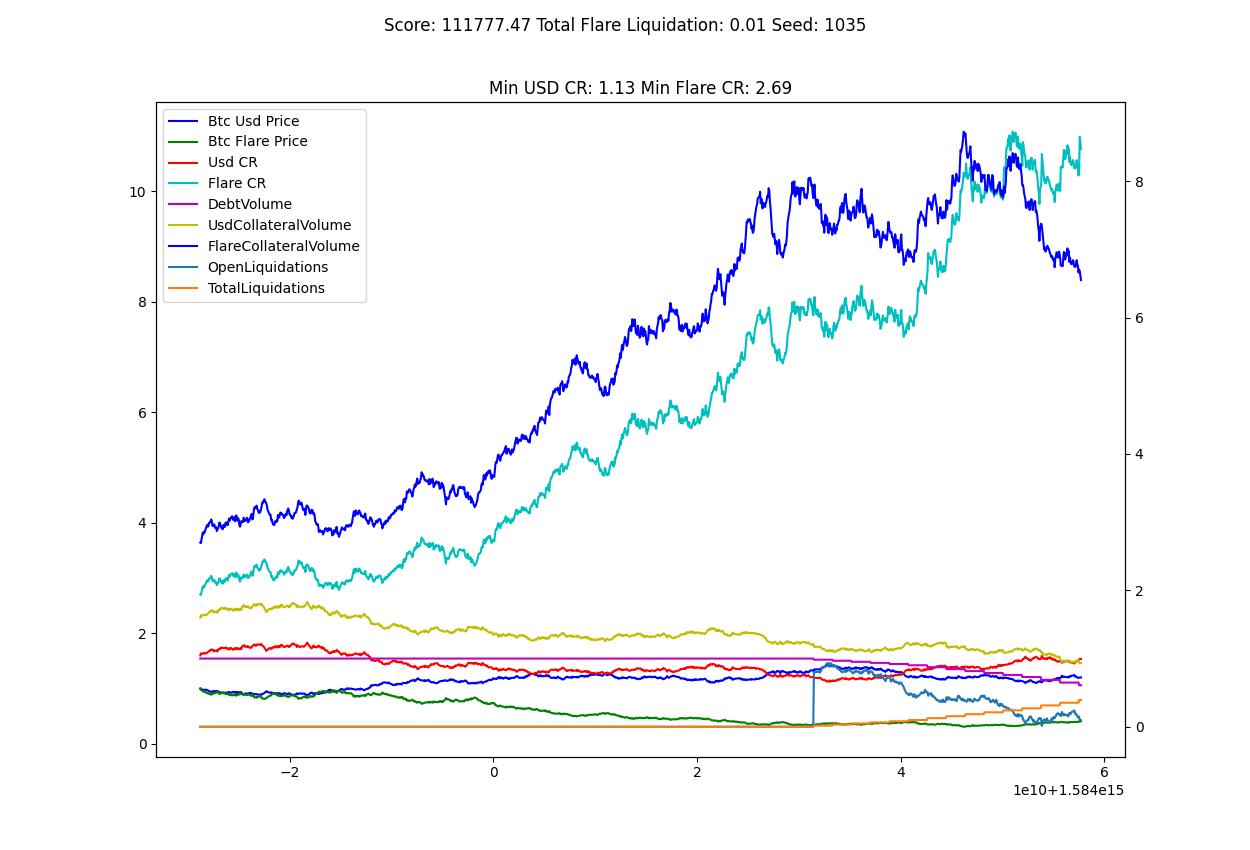 Score: 111777.47 Total Flare Liquidation: 0.01 Seed: 1035
Min USD CR: 1.13 Min Flare CR: 2.69
Btc Usd Price
Btc Flare Price
Usd CR
Flare CR
DebtVolume
UsdCollateralVolume
FlareCollateralVolume
OpenLiquidations
TotalLiquidations
10
8
6
4
2
0
8
6
4
2
0
−2
0
2
4
6
1e10+1.584e15